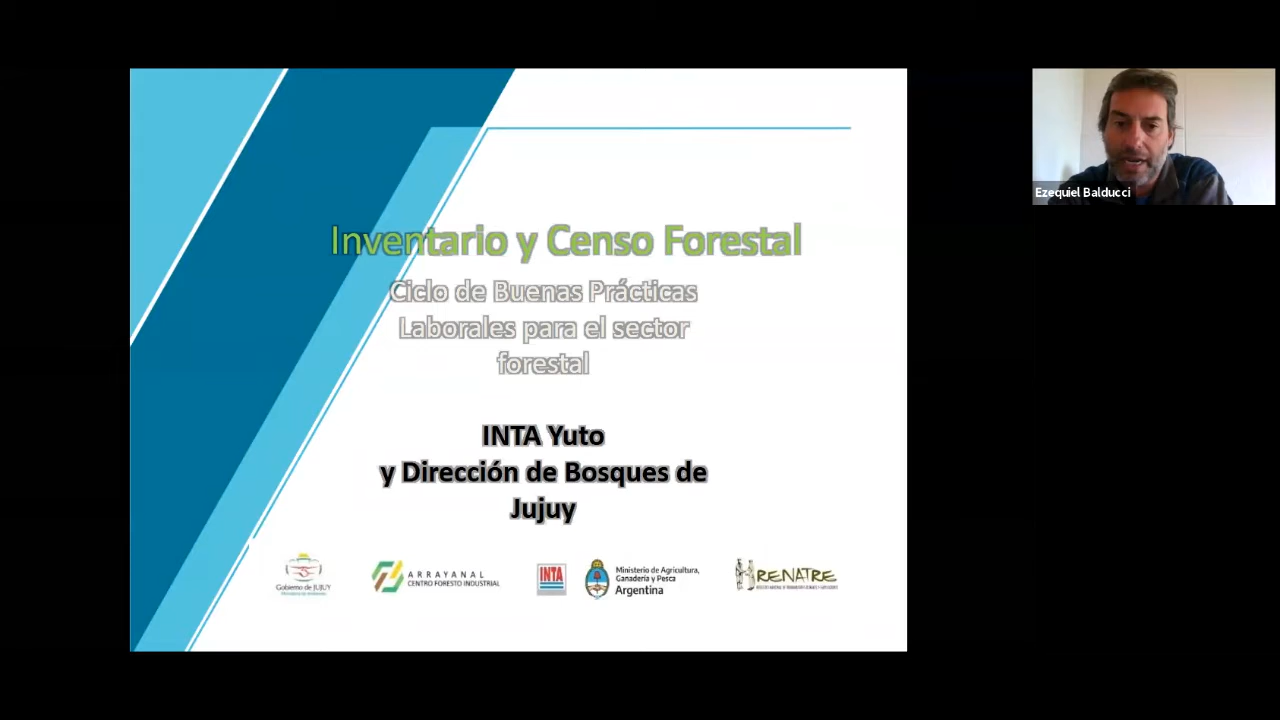 Ezequiel Balducci
Inventario y Censo Forestal
Ciclo de Buenas Prácticas
Laborales para el sector
forestal
INTA Yuto
y Dirección de Bosques de
Jujuy
Gobierno de JUJUY
ARRAYANAL
CENTRO FORESTO INDUSTRIAL
INTA
Ministerio de Agricultura,
Ganadería y Pesca
Argentina
RENATRE